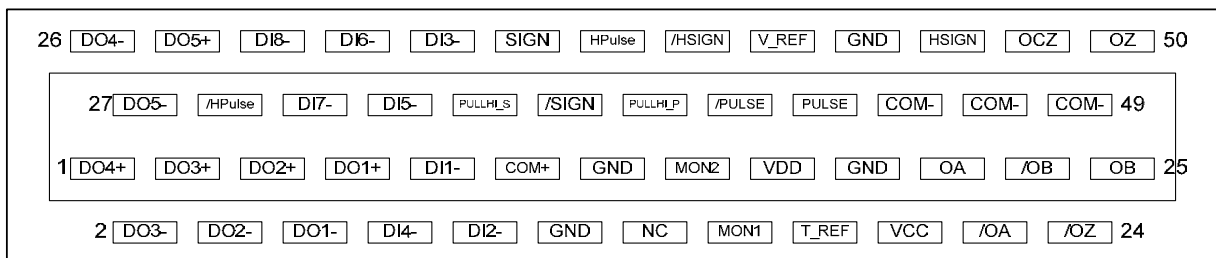 26 DO4- DO5+ DI8- DI6- DI3- SIGN HPulse /HSIGN V_REF GND HSIGN OCZ OZ 50
27 DO5- /HPulse DI7- DI5- PULLHI_S /SIGN PULLHI_P /PULSE PULSE COM- COM- COM- 49
1 DO4+ DO3+ DO2+ DO1+ DI1- COM+ GND MON2 VDD GND OA /OB OB 25
2 DO3- DO2- DO1- DI4- DI2- GND NC MON1 T_REF VCC /OA /OZ 24